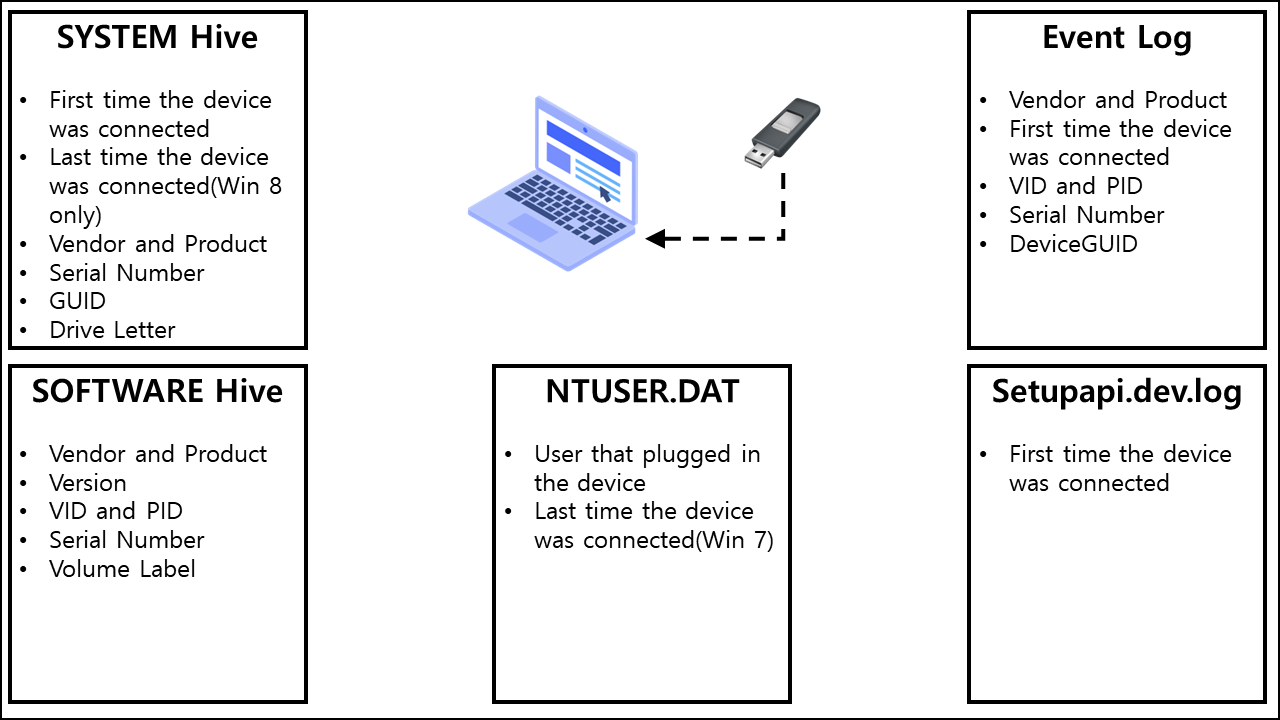 SYSTEM Hive
• First time the device
was connected
• Last time the device
was connected(Win 8
only)
• Vendor and Product
• Serial Number
• GUID
• Drive Letter
Event Log
• Vendor and Product
• First time the device
was connected
• VID and PID
• Serial Number
• DeviceGUID
SOFTWARE Hive
• Vendor and Product
• Version
• VID and PID
• Serial Number
• Volume Label
NTUSER.DAT
• User that plugged in
the device
• Last time the device
was connected(Win 7)
Setupapi.dev.log
• First time the device
was connected